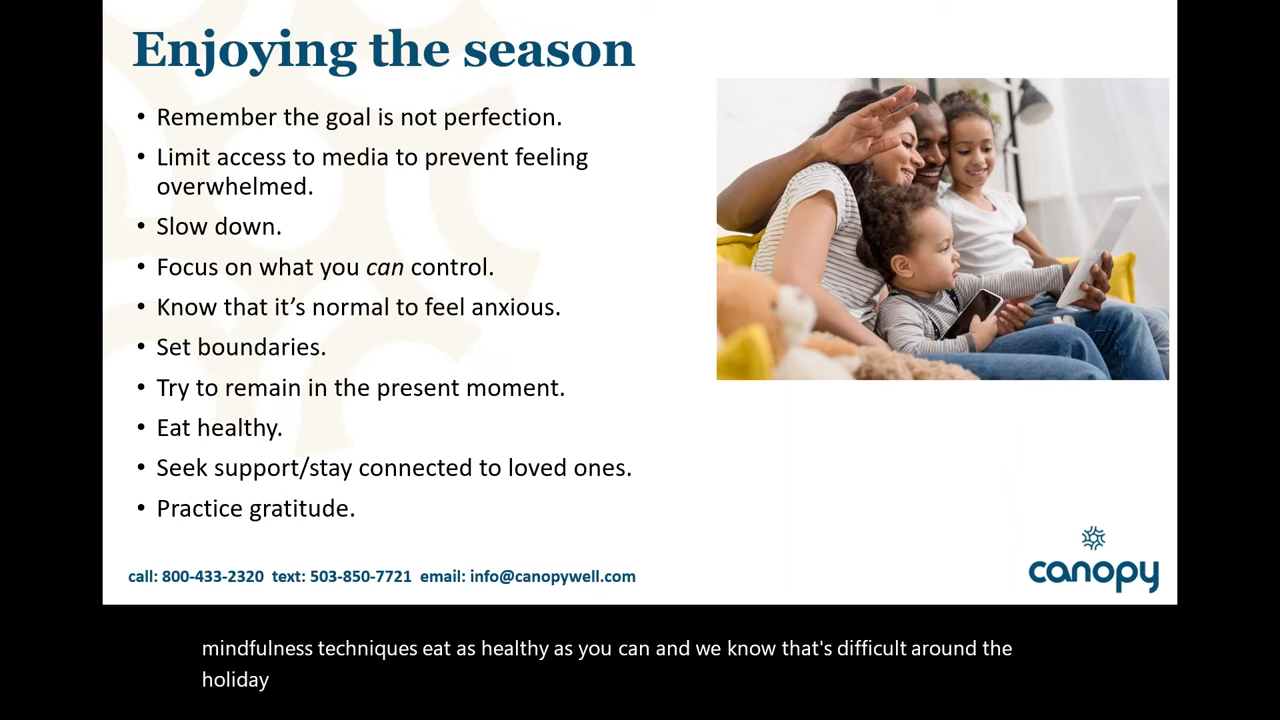 Enjoying the season
• Remember the goal is not perfection.
• Limit access to media to prevent feeling
overwhelmed.
• Slow down.
• Focus on what you can control.
• Know that it’s normal to feel anxious.
• Set boundaries.
• Try to remain in the present moment.
• Eat healthy.
• Seek support/stay connected to loved ones.
• Practice gratitude.
call: 800-433-2320 text: 503-850-7721 email: info@canopywell.com
canopy
mindfulness techniques eat as healthy as you can and we know that's difficult around the
holiday